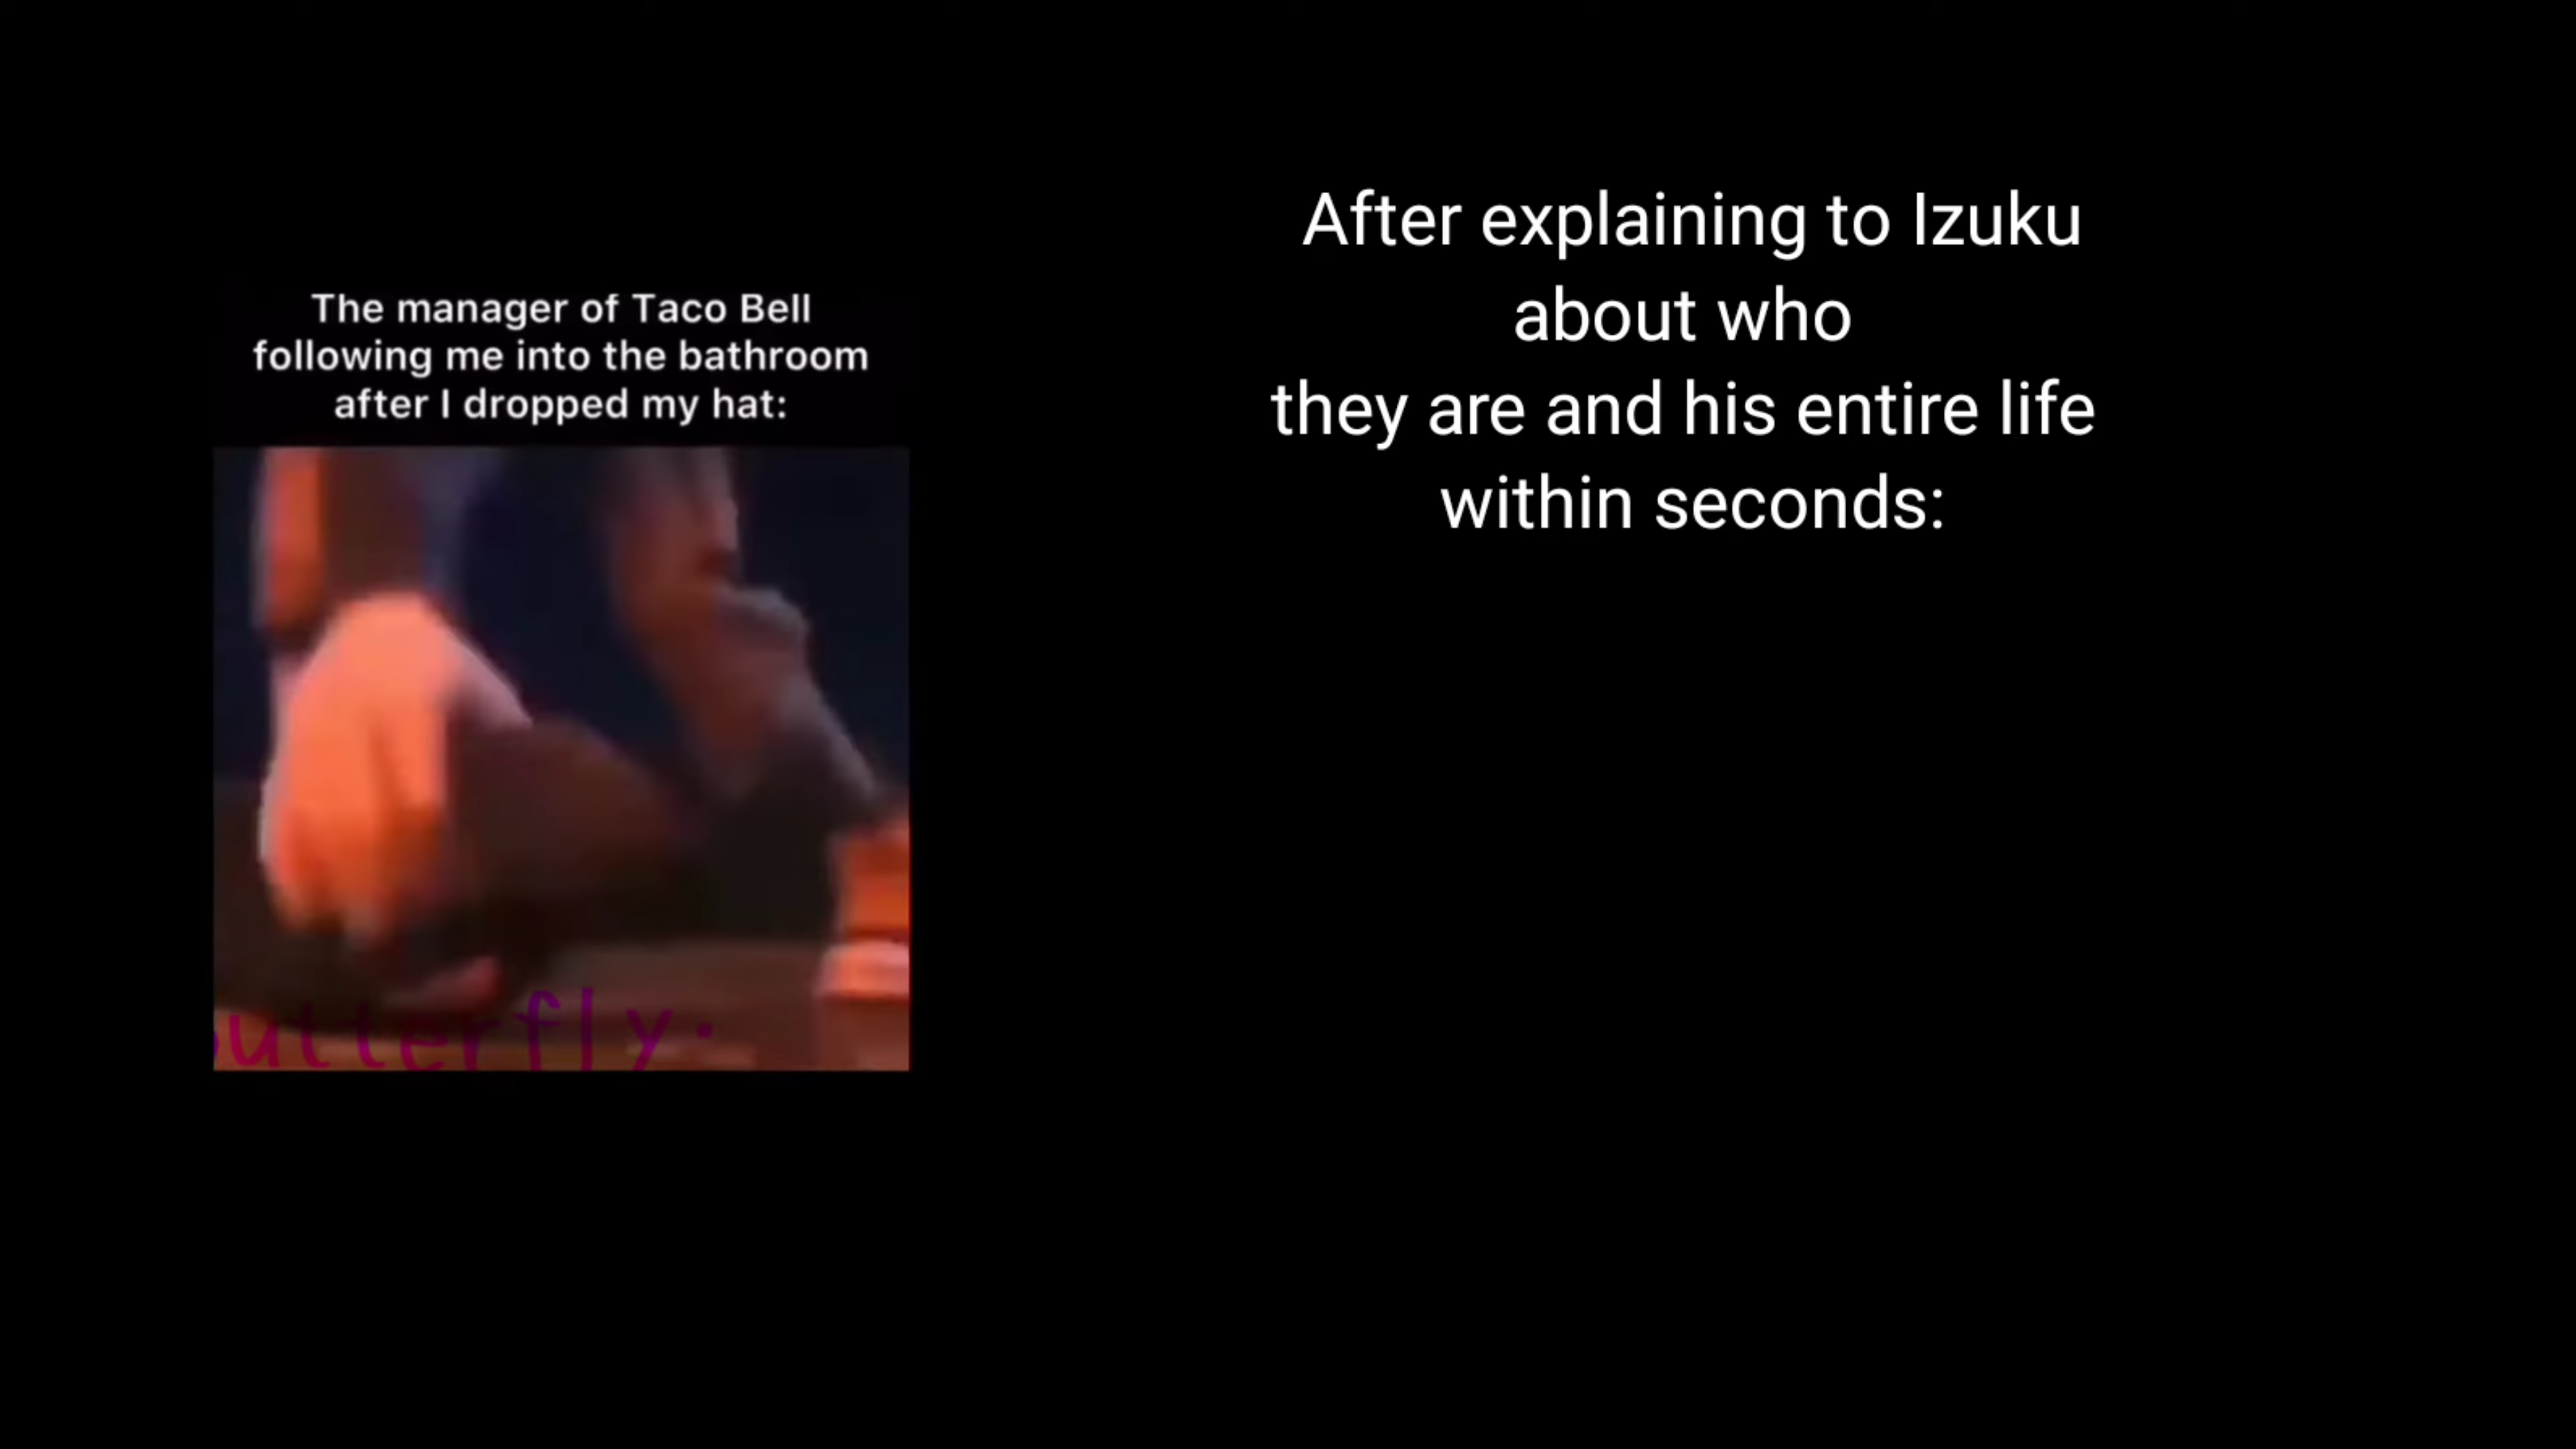 The manager of Taco Bell
following me into the bathroom
after I dropped my hat:
utterfly.
After explaining to Izuku
about who
they are and his entire life
within seconds: